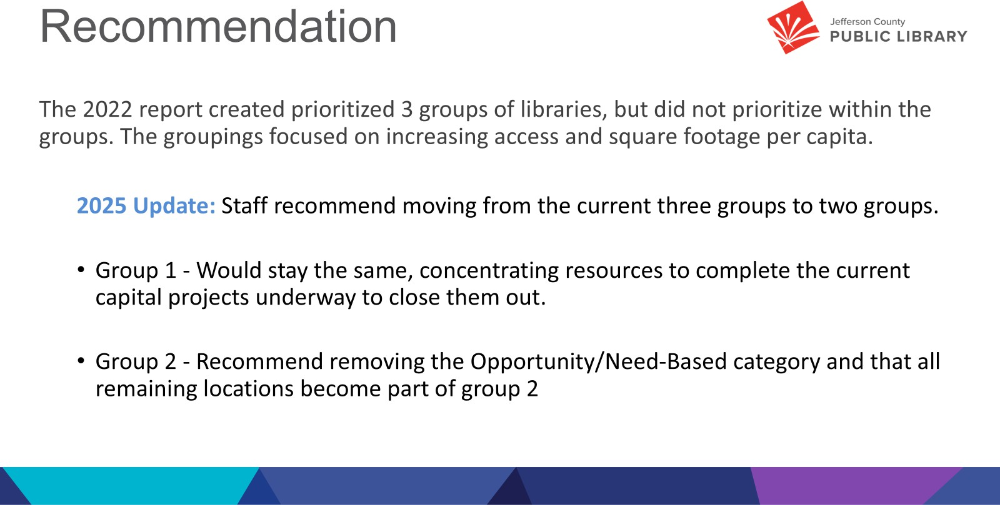 Recommendation
Jefferson County
PUBLIC LIBRARY
The 2022 report created prioritized 3 groups of libraries, but did not prioritize within the
groups. The groupings focused on increasing access and square footage per capita.
2025 Update: Staff recommend moving from the current three groups to two groups.
• Group 1 - Would stay the same, concentrating resources to complete the current
capital projects underway to close them out.
• Group 2 - Recommend removing the Opportunity/Need-Based category and that all
remaining locations become part of group 2